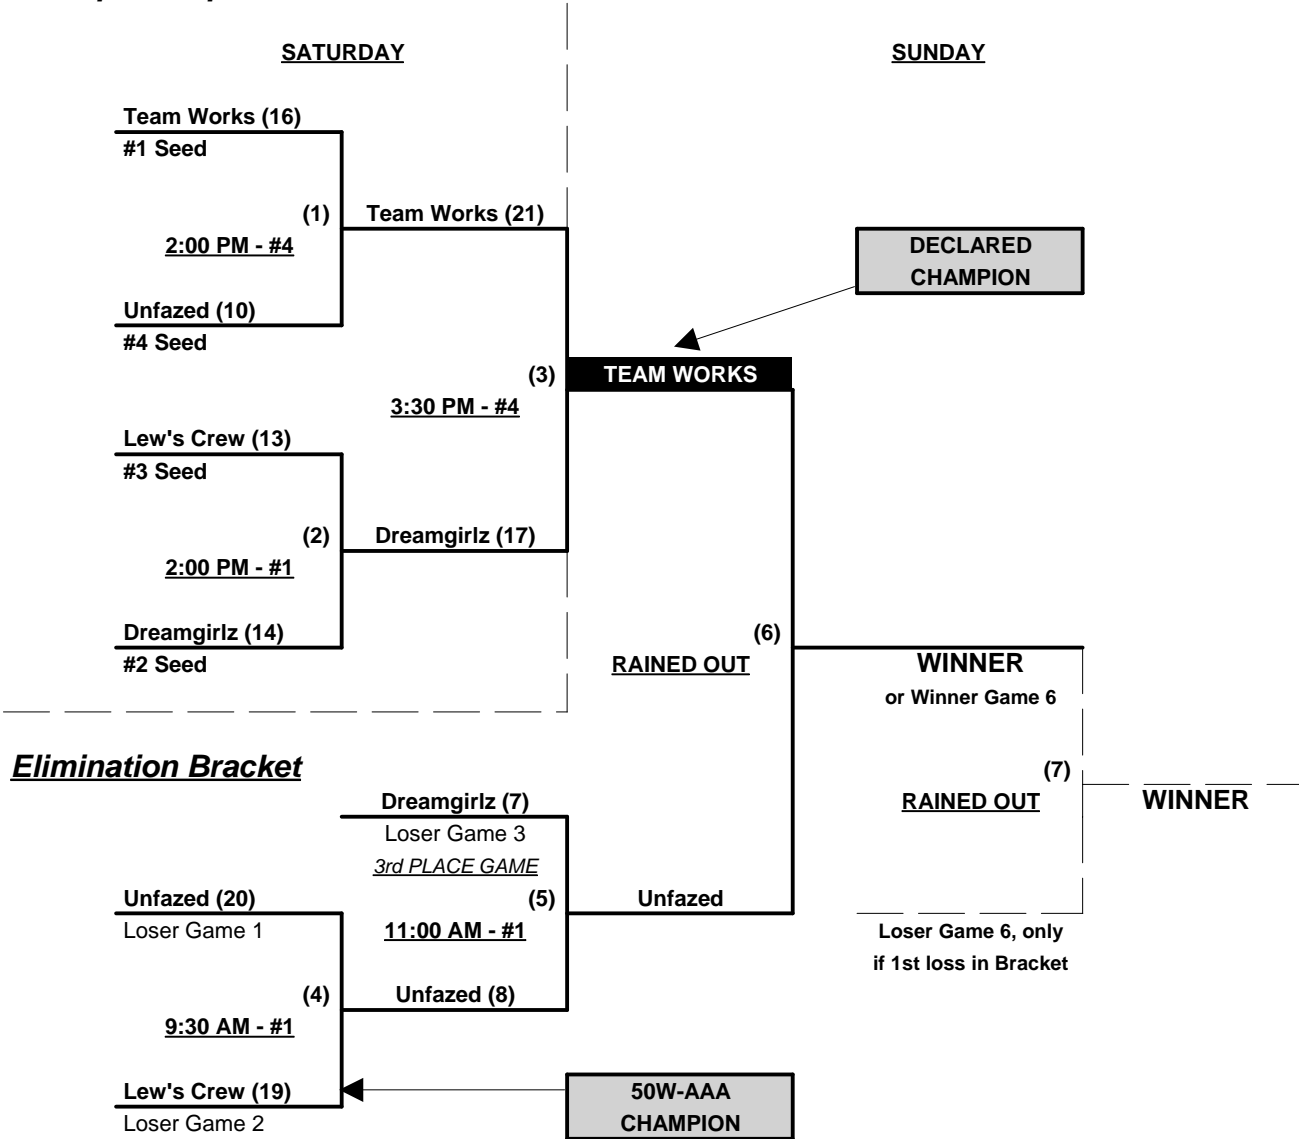 SATURDAY
SUNDAY
Team Works (16)
#1 Seed
(1)
Team Works (21)
2:00 PM - #4
DECLARED
CHAMPION
Unfazed (10)
#4 Seed
(3)
TEAM WORKS
3:30 PM - #4
Lew's Crew (13)
#3 Seed
(2)
Dreamgirlz (17)
2:00 PM - #1
Dreamgirlz (14)
#2 Seed
(6)
RAINED OUT
WINNER
or Winner Game 6
Elimination Bracket
(7)
RAINED OUT
WINNER
Dreamgirlz (7)
Loser Game 3
3rd PLACE GAME
Unfazed (20)
Loser Game 1
(5)
Unfazed
11:00 AM - #1
Loser Game 6, only
if 1st loss in Bracket
(4)
Unfazed (8)
9:30 AM - #1
Lew's Crew (19)
Loser Game 2
50W-AAA
CHAMPION